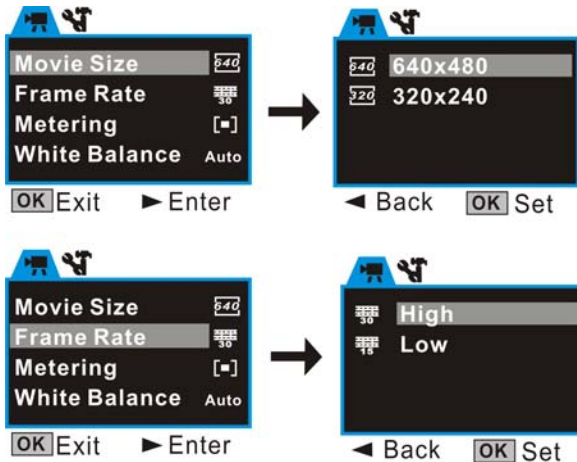 Movie Size 640
Frame Rate 30
Metering
White Balance Auto
OK Exit ► Enter
640 640x480
320 320x240
◄ Back OK Set
Movie Size 640
Frame Rate 30
Metering
White Balance Auto
OK Exit ► Enter
30 High
15 Low
◄ Back OK Set